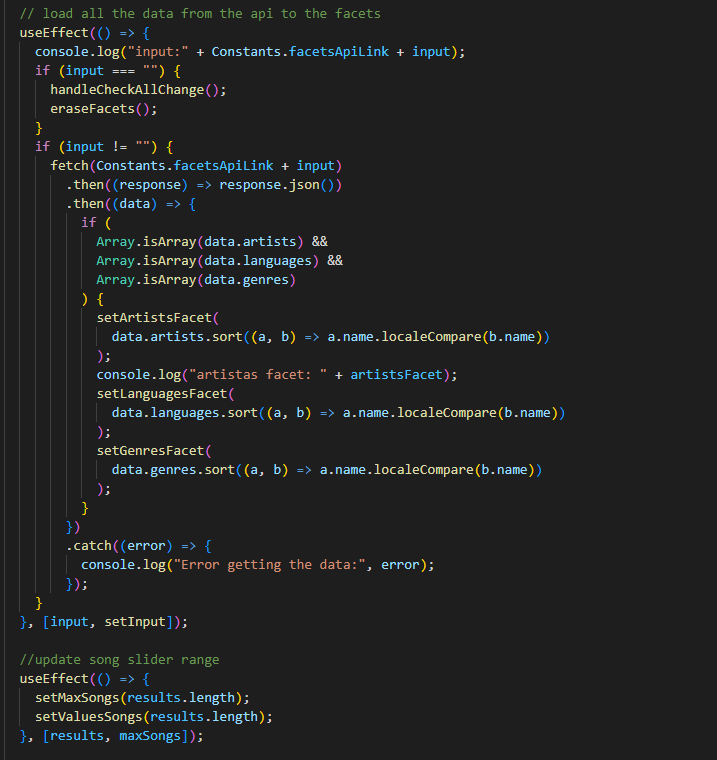 // load all the data from the api to the facets
useEffect(() => {
  console.log("input:" + Constants.facetsApiLink + input);
  if (input === "") {
    handleCheckAllChange();
    eraseFacets();
  }
  if (input != "") {
    fetch(Constants.facetsApiLink + input)
      .then((response) => response.json())
      .then((data) => {
        if (
          Array.isArray(data.artists) &&
          Array.isArray(data.languages) &&
          Array.isArray(data.genres)
        ) {
          setArtistsFacet(
            data.artists.sort((a, b) => a.name.localeCompare(b.name))
          );
          console.log("artistas facet: " + artistsFacet);
          setLanguagesFacet(
            data.languages.sort((a, b) => a.name.localeCompare(b.name))
          );
          setGenresFacet(
            data.genres.sort((a, b) => a.name.localeCompare(b.name))
          );
        }
      })
      .catch((error) => {
        console.log("Error getting the data:", error);
      });
  }
}, [input, setInput]);

//update song slider range
useEffect(() => {
  setMaxSongs(results.length);
  setValuesSongs(results.length);
}, [results, maxSongs]);